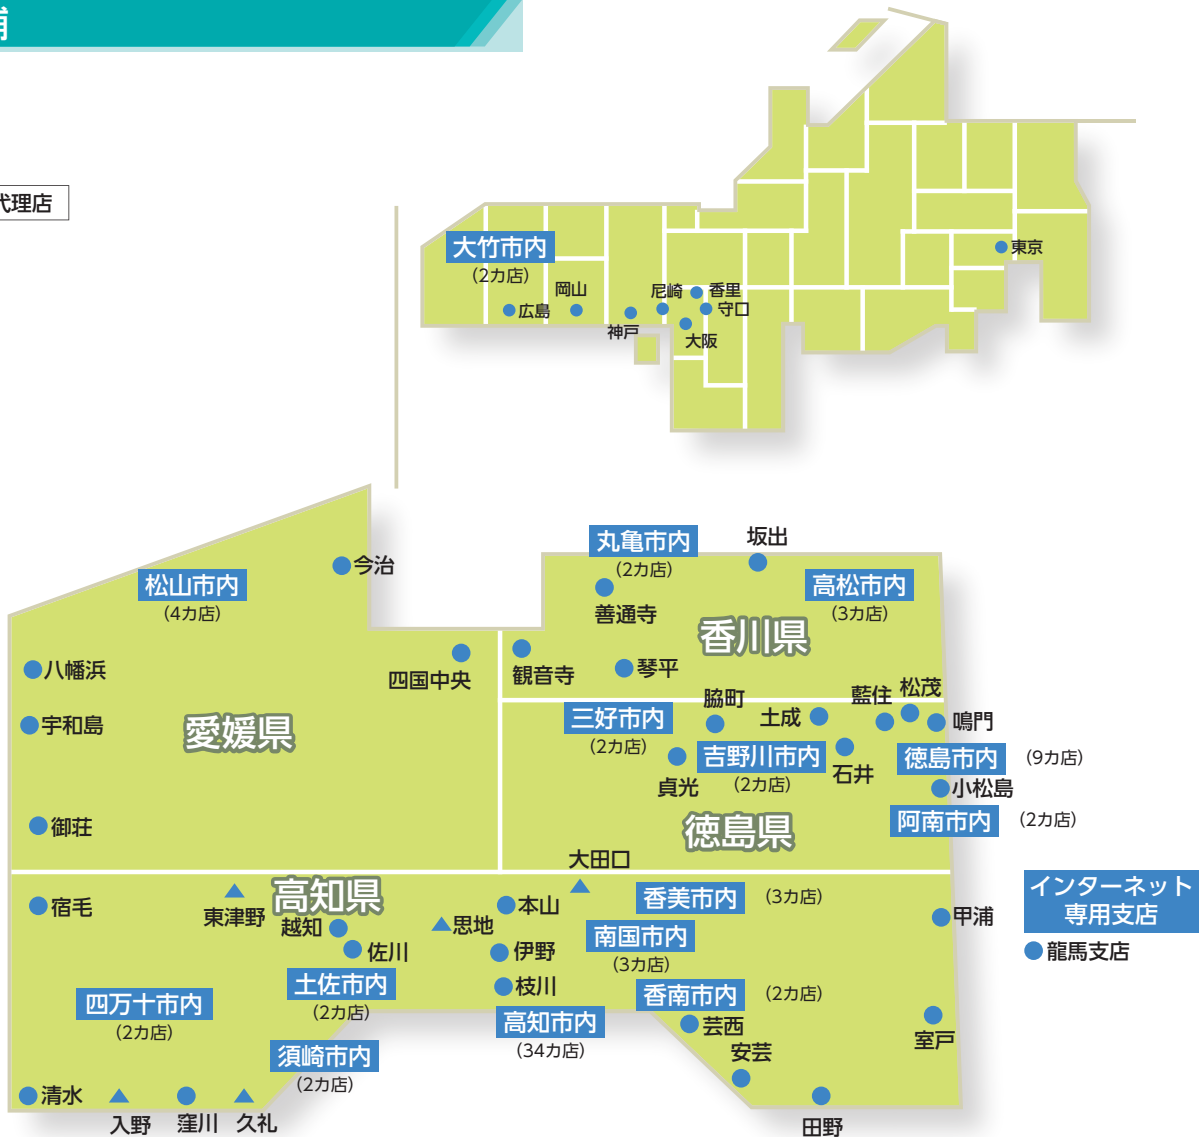 舗
代理店
大竹市内
(2カ店)
広島
岡山
神戸
尼崎
香里
守口
大阪
東京
松山市内
(4カ店)
今治
八幡浜
宇和島
御荘
四国中央
愛媛県
丸亀市内
(2カ店)
坂出
善通寺
高松市内
(3カ店)
香川県
観音寺
琴平
三好市内
(2カ店)
脇町
土成
藍住
松茂
鳴門
貞光
吉野川市内
(2カ店)
石井
徳島市内
(9カ店)
小松島
徳島県
阿南市内
(2カ店)
大田口
高知県
宿毛
東津野
越知
佐川
思地
本山
伊野
枝川
香美市内
(3カ店)
南国市内
(3カ店)
香南市内
(2カ店)
甲浦
土佐市内
(2カ店)
四万十市内
(2カ店)
須崎市内
(2カ店)
高知市内
(34カ店)
芸西
安芸
室戸
田野
清水
入野
窪川
久礼
インターネット
専用支店
龍馬支店